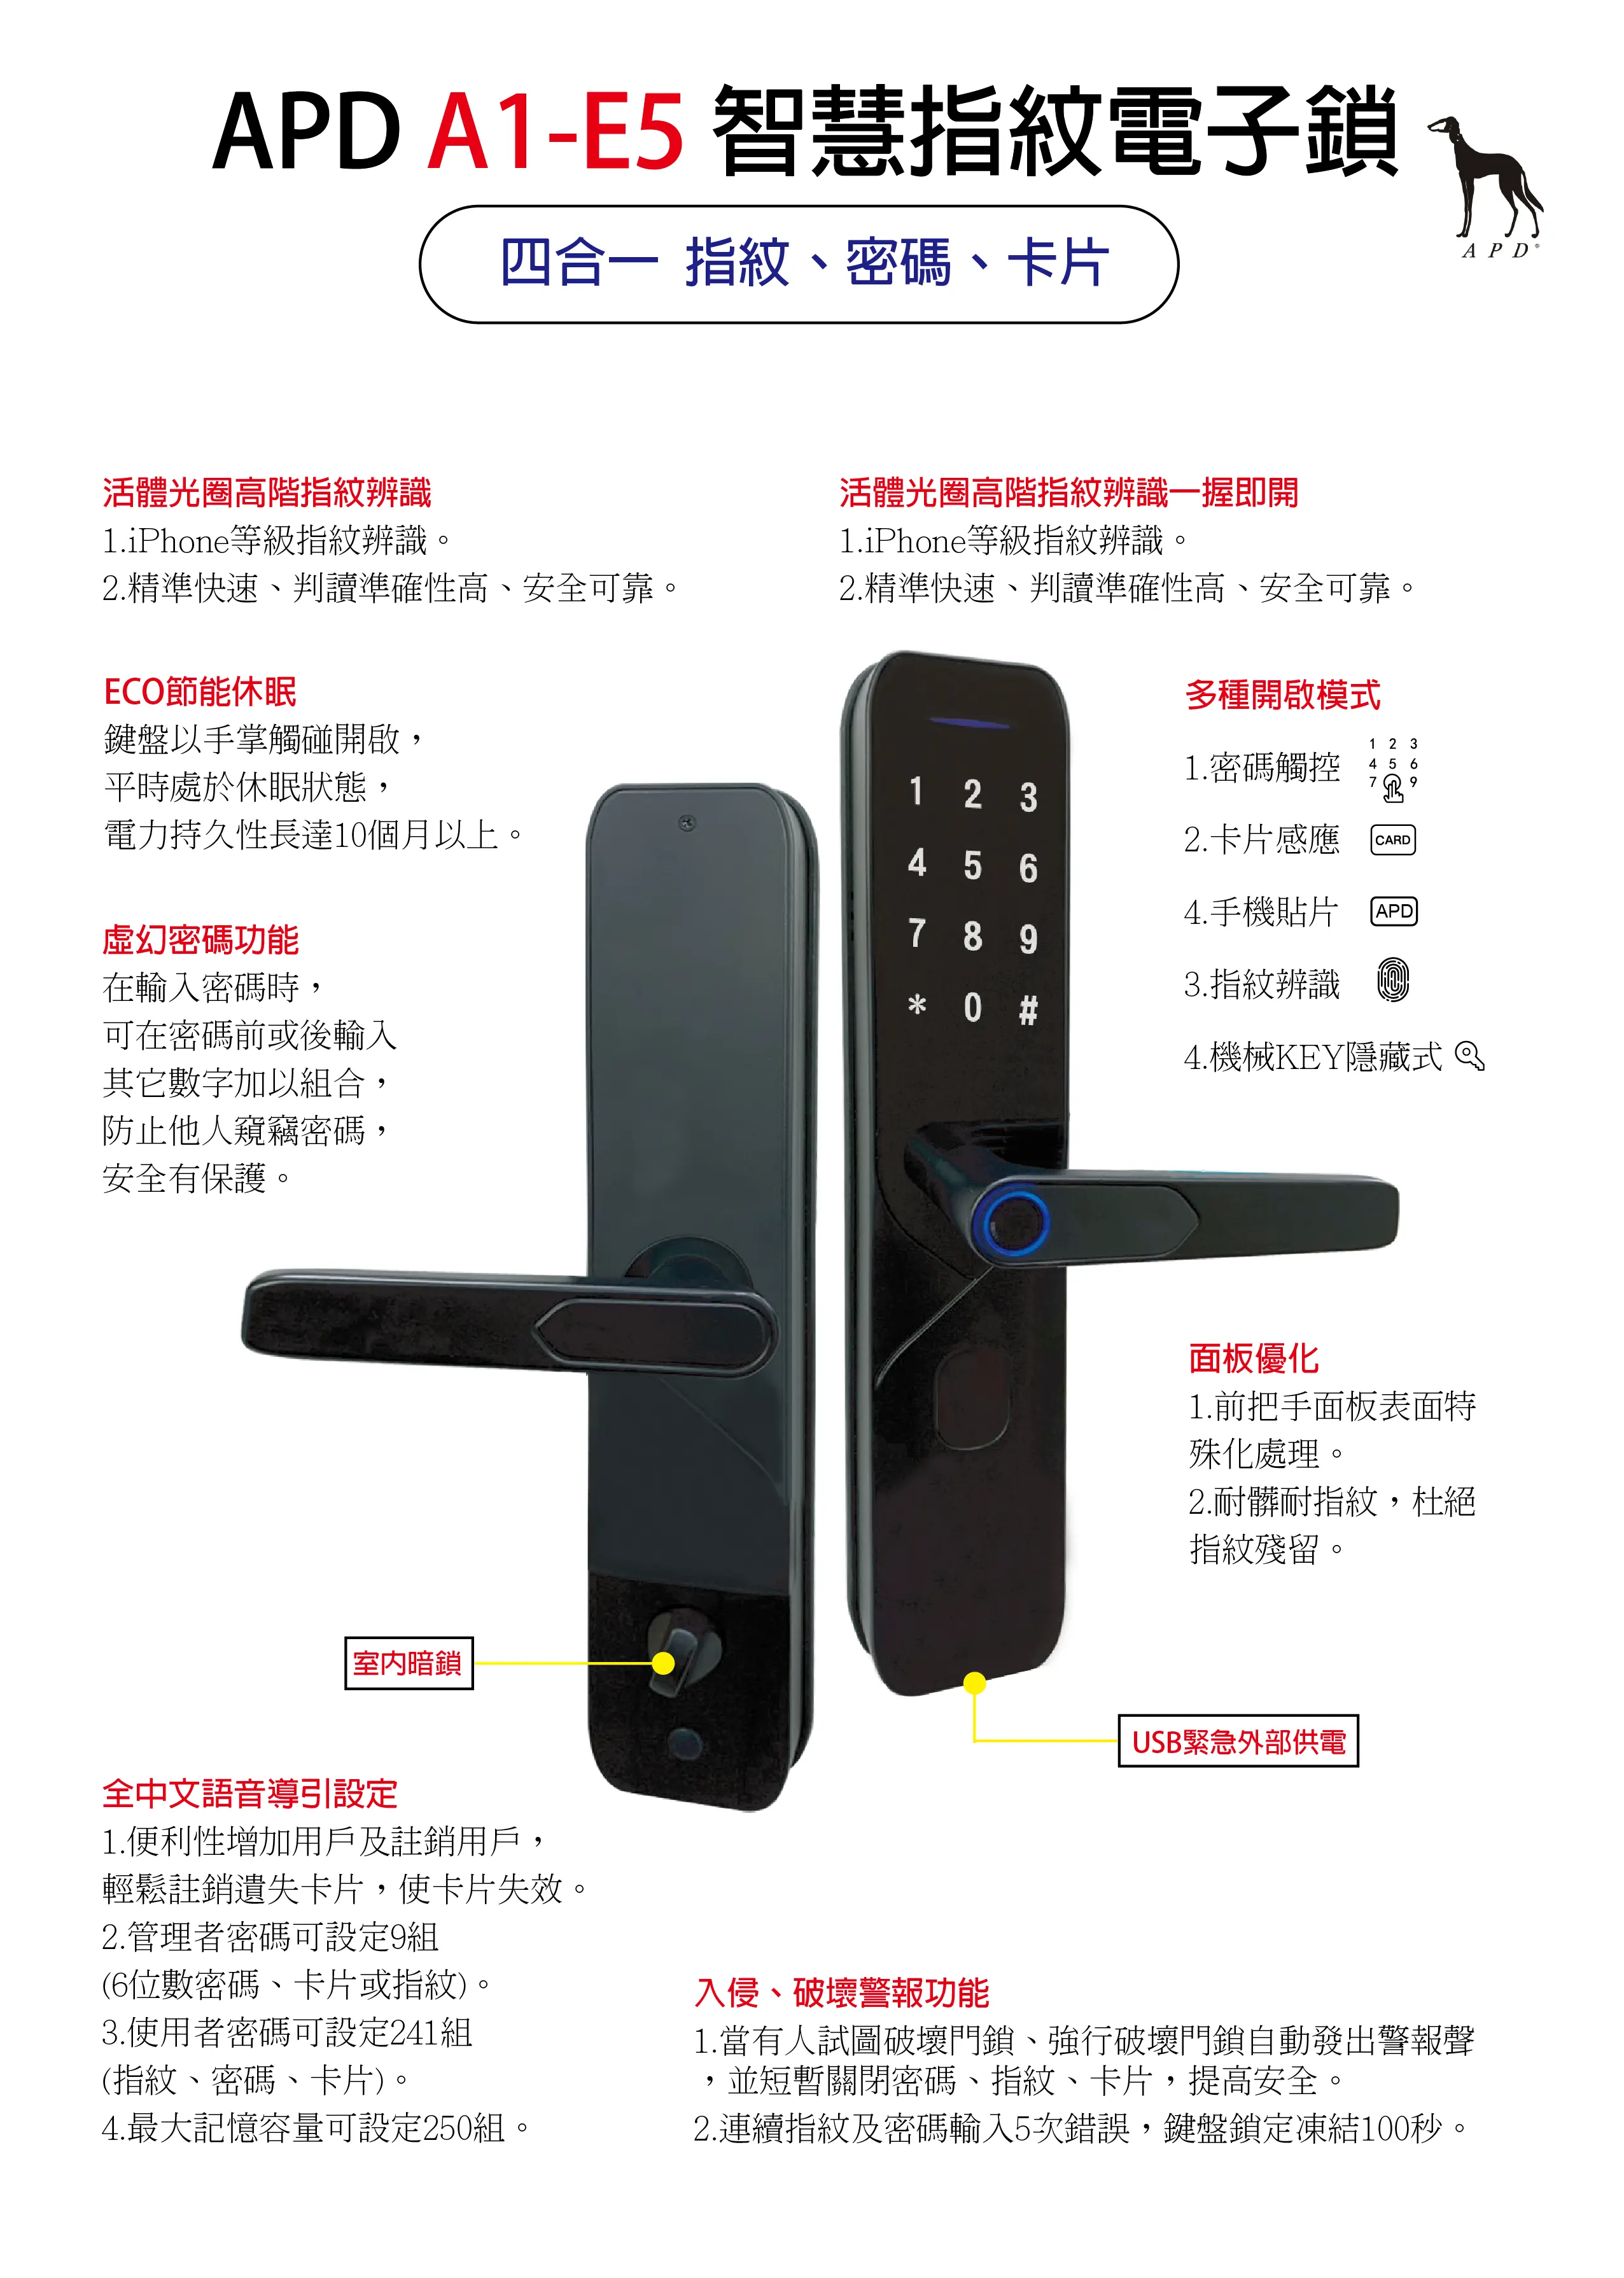 APD A1-E5 智慧指紋電子鎖
APD
四合一 指紋、密碼、卡片
活體光圈高階指紋辨識
1.iPhone等級指紋辨識。
2.精準快速、判讀準確性高、安全可靠。
活體光圈高階指紋辨識一握即開
1.iPhone等級指紋辨識。
2.精準快速、判讀準確性高、安全可靠。
ECO節能休眠
鍵盤以手掌觸碰開啟，
平時處於休眠狀態，
電力持久性長達10個月以上。
虛幻密碼功能
在輸入密碼時，
可在密碼前或後輸入
其它數字加以組合，
防止他人窺竊密碼，
安全有保護。
1 2 3
4 5 6
7 8 9
* 0 #
多種開啟模式
1.密碼觸控
1 2 3
4 5 6
7 9
2.卡片感應 CARD
4.手機貼片 APD
3.指紋辨識
4.機械KEY隱藏式
面板優化
1.前把手面板表面特
殊化處理。
2.耐髒耐指紋，杜絕
指紋殘留。
室內暗鎖
USB緊急外部供電
全中文語音導引設定
1.便利性增加用戶及註銷用戶，
輕鬆註銷遺失卡片，使卡片失效。
2.管理者密碼可設定9組
(6位數密碼、卡片或指紋)。
3.使用者密碼可設定241組
(指紋、密碼、卡片)。
4.最大記憶容量可設定250組。
入侵、破壞警報功能
1.當有人試圖破壞門鎖、強行破壞門鎖自動發出警報聲
，並短暫關閉密碼、指紋、卡片，提高安全。
2.連續指紋及密碼輸入5次錯誤，鍵盤鎖定凍結100秒。